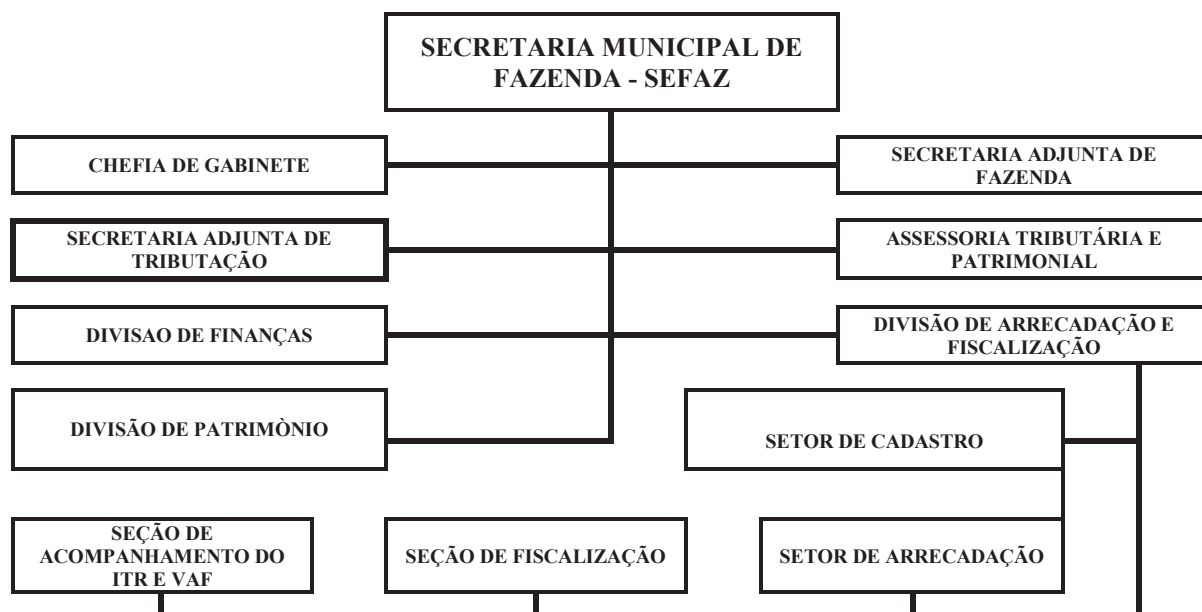 SECRETARIA MUNICIPAL DE
FAZENDA - SEFAZ
CHEFIA DE GABINETE
SECRETARIA ADJUNTA DE
FAZENDA
SECRETARIA ADJUNTA DE
TRIBUTAÇÃO
ASSESSORIA TRIBUTÁRIA E
PATRIMONIAL
DIVISAO DE FINANÇAS
DIVISÃO DE ARRECADAÇÃO E
FISCALIZAÇÃO
DIVISÃO DE PATRIMÒNIO
SETOR DE CADASTRO
SEÇÃO DE
ACOMPANHAMENTO DO
ITR E VAF
SEÇÃO DE FISCALIZAÇÃO
SETOR DE ARRECADAÇÃO